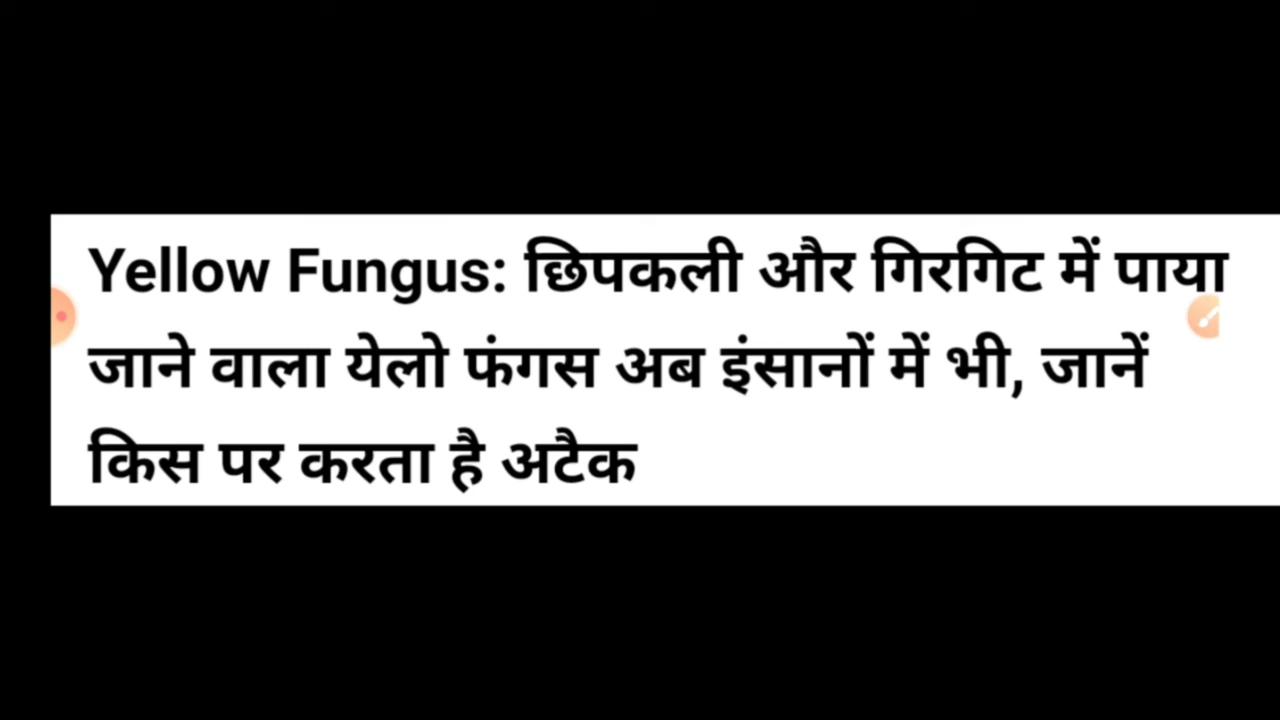 Yellow Fungus: छिपकली और गिरगिट में पाया
जाने वाला येलो फंगस अब इंसानों में भी, जानें
किस पर करता है अटैक